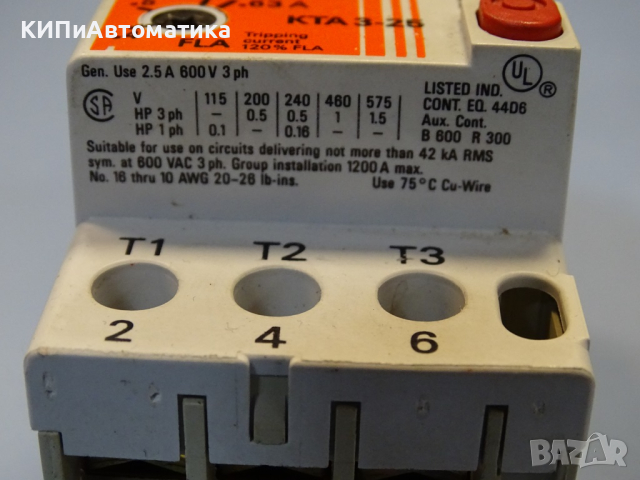 КИПиАвтоматика
KTA 3-25
FLA
Tripping
current
120% FLA
Gen. Use 2.5 A 600 V 3 ph
SA
V 115 200 240 460 575
HP 3 ph – 0.5 0.5 1 1.5
HP 1 ph 0.1 – 0.16 – –
UL ®
LISTED IND.
CONT. EQ. 44D6
Aux. Cont.
B 600 R 300
Suitable for use on circuits delivering not more than 42 kA RMS
sym. at 600 VAC 3 ph. Group installation 1200 A max.
No. 16 thru 10 AWG 20–26 lb-ins. Use 75°C Cu-Wire
T1 T2 T3
2 4 6
BAZAR